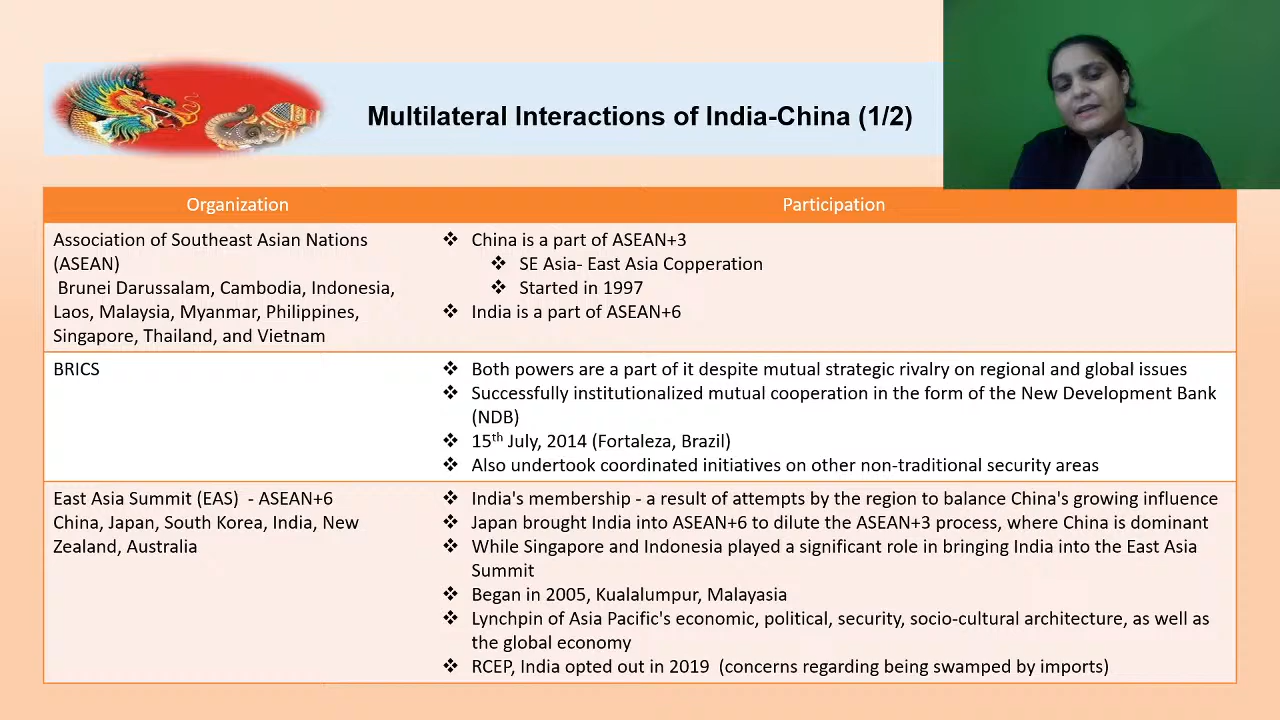 Multilateral Interactions of India-China (1/2)
Organization
Participation
Association of Southeast Asian Nations
(ASEAN)
Brunei Darussalam, Cambodia, Indonesia,
Laos, Malaysia, Myanmar, Philippines,
Singapore, Thailand, and Vietnam
❖ China is a part of ASEAN+3
❖ SE Asia- East Asia Copperation
❖ Started in 1997
❖ India is a part of ASEAN+6
BRICS
❖ Both powers are a part of it despite mutual strategic rivalry on regional and global issues
❖ Successfully institutionalized mutual cooperation in the form of the New Development Bank
(NDB)
❖ 15th July, 2014 (Fortaleza, Brazil)
❖ Also undertook coordinated initiatives on other non-traditional security areas
East Asia Summit (EAS) - ASEAN+6
China, Japan, South Korea, India, New
Zealand, Australia
❖ India's membership - a result of attempts by the region to balance China's growing influence
❖ Japan brought India into ASEAN+6 to dilute the ASEAN+3 process, where China is dominant
❖ While Singapore and Indonesia played a significant role in bringing India into the East Asia
Summit
❖ Began in 2005, Kualalumpur, Malayasia
❖ Lynchpin of Asia Pacific's economic, political, security, socio-cultural architecture, as well as
the global economy
❖ RCEP, India opted out in 2019 (concerns regarding being swamped by imports)